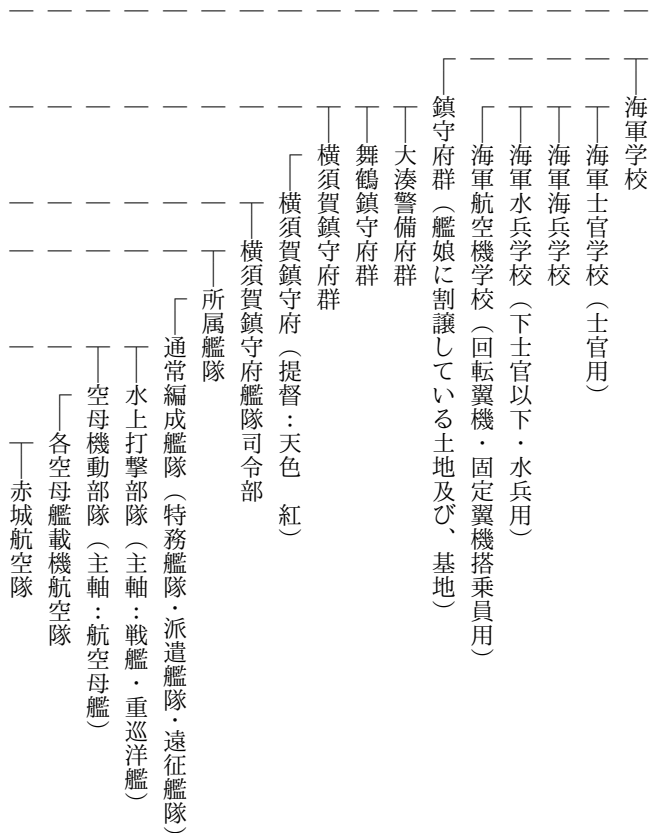 海軍学校
海軍士官学校（士官用）
海軍海兵学校
海軍水兵学校（下士官以下・水兵用）
海軍航空機学校（回転翼機・固定翼機搭乗員用）
鎮守府群（艦娘に割譲している土地及び、基地）
大湊警備府群
舞鶴鎮守府群
横須賀鎮守府群
横須賀鎮守府（提督：天色　紅）
横須賀鎮守府艦隊司令部
所属艦隊
通常編成艦隊（特務艦隊・派遣艦隊・遠征艦隊）
水上打撃部隊（主軸：戦艦・重巡洋艦）
空母機動部隊（主軸：航空母艦）
各空母艦載機航空隊
赤城航空隊